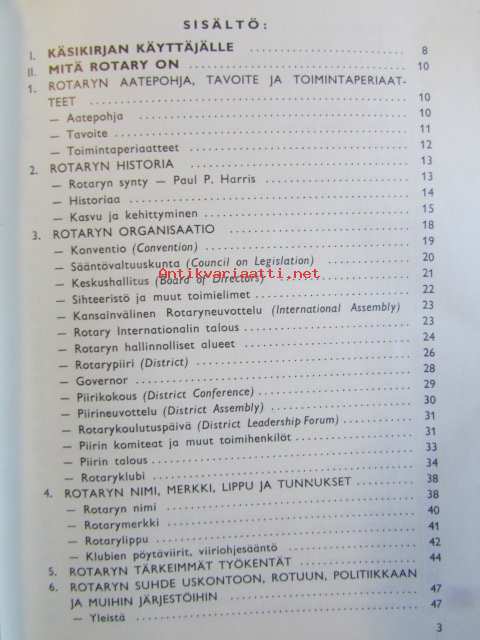 SISÄLTÖ:
I. KÄSIKIRJAN KÄYTTÄJÄLLE 8
II. MITÄ ROTARY ON 10
1. ROTARYN AATEPOHJA, TAVOITE JA TOIMINTAPERIAAT-
TEET 10
— Aatepohja 10
— Tavoite 11
— Toimintaperiaatteet 12
2. ROTARYN HISTORIA 13
— Rotaryn synty — Paul P. Harris 13
— Historiaa 14
— Kasvu ja kehittyminen 15
3. ROTARYN ORGANISAATIO 18
— Konventio (Convention) 19
— Sääntövaltuuskunta (Council on Legislation) 20
— Keskushallitus (Board of Directors) 21
Antikvariaatti.net
— Sihteeristö ja muut toimielimet 22
— Kansainvälinen Rotaryneuvottelu (International Assembly) 23
— Rotary Internationalin talous 23
— Rotaryn hallinnolliset alueet 24
— Rotarypiiri (District) 26
— Governor 28
— Piirikokous (District Conference) 29
— Piirineuvottelu (District Assembly) 30
— Rotarykoulutuspäivä (District Leadership Forum) 31
— Piirin komiteat ja muut toimihenkilöt 31
— Piirin talous 33
— Rotaryklubi 34
4. ROTARYN NIMI, MERKKI, LIPPU JA TUNNUKSET 38
— Rotaryn nimi 38
— Rotarymerkki 40
— Rotarylippu 41
— Klubien pöytäviirit, viiriohjesääntö 42
5. ROTARYN TÄRKEIMMÄT TYÖKENTÄT 44
6. ROTARYN SUHDE USKONTOON, ROTUUN, POLITIIKKAAN
JA MUIHIN JÄRJESTÖIHIN 47
— Yleistä 47
3